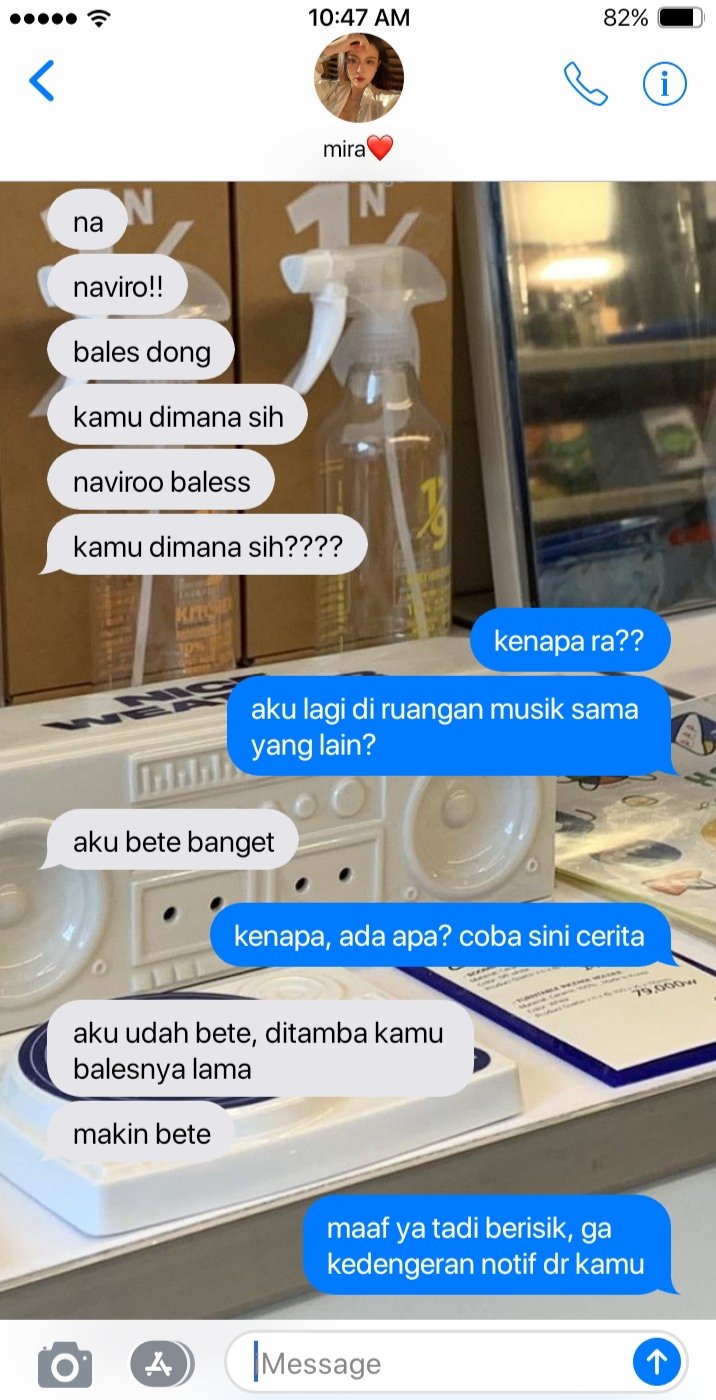 10:47 AM
82%
mira❤️
na
naviro!!
bales dong
kamu dimana sih
naviroo baless
kamu dimana sih????
kenapa ra??
aku lagi di ruangan musik sama
yang lain?
aku bete banget
kenapa, ada apa? coba sini cerita
aku udah bete, ditamba kamu
balesnya lama
makin bete
maaf ya tadi berisik, ga
kedengeran notif dr kamu
79,000w
Message